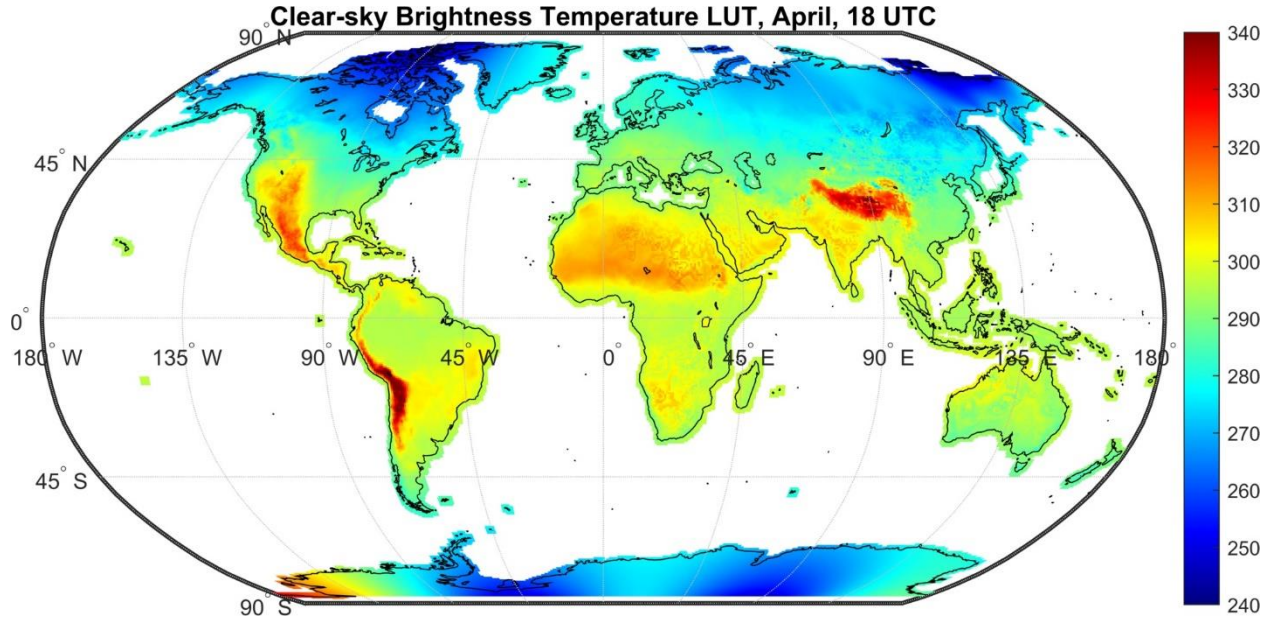 Clear-sky Brightness Temperature LUT, April, 18 UTC
90° N
45° N
0°
180° W
135° W
90° W
45° W
0°
45° E
90° E
135° E
180°
45° S
90° S
340
330
320
310
300
290
280
270
260
250
240